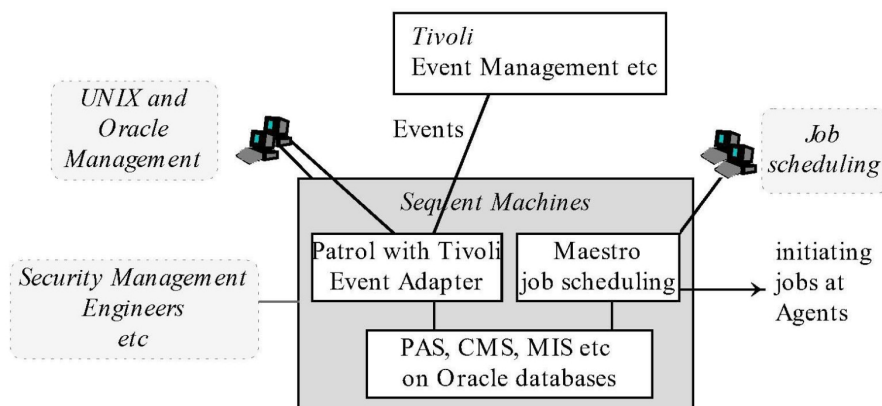 Tivoli
Event Management etc
UNIX and
Oracle
Management
Events
Job
scheduling
Sequent Machines
Patrol with Tivoli
Event Adapter
Maestro
job scheduling
initiating
jobs at
Agents
Security Management
Engineers
etc
PAS, CMS, MIS etc
on Oracle databases